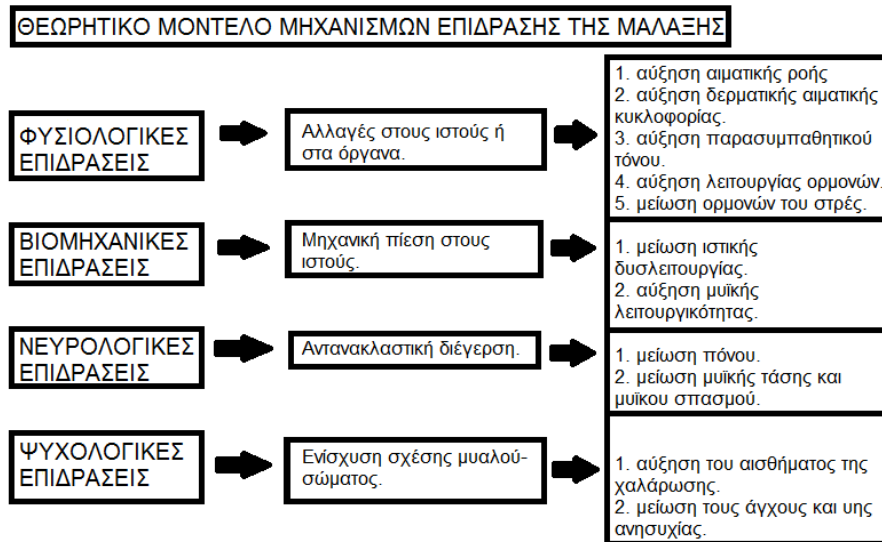 ΘΕΩΡΗΤΙΚΟ ΜΟΝΤΕΛΟ ΜΗΧΑΝΙΣΜΩΝ ΕΠΙΔΡΑΣΗΣ ΤΗΣ ΜΑΛΑΞΗΣ
ΦΥΣΙΟΛΟΓΙΚΕΣ
ΕΠΙΔΡΑΣΕΙΣ
Αλλαγές στους ιστούς ή
στα όργανα.
1. αύξηση αιματικής ροής
2. αύξηση δερματικής αιματικής
κυκλοφορίας.
3. αύξηση παρασυμπαθητικού
τόνου.
4. αύξηση λειτουργίας ορμονών.
5. μείωση ορμονών του στρές.
ΒΙΟΜΗΧΑΝΙΚΕΣ
ΕΠΙΔΡΑΣΕΙΣ
Μηχανική πίεση στους
ιστούς.
1. μείωση ιστικής
δυσλειτουργίας.
2. αύξηση μυϊκής
λειτουργικότητας.
ΝΕΥΡΟΛΟΓΙΚΕΣ
ΕΠΙΔΡΑΣΕΙΣ
Αντανακλαστική διέγερση.
1. μείωση πόνου.
2. μείωση μυϊκής τάσης και
μυϊκου σπασμού.
ΨΥΧΟΛΟΓΙΚΕΣ
ΕΠΙΔΡΑΣΕΙΣ
Ενίσχυση σχέσης μυαλού-
σώματος.
1. αύξηση του αισθήματος της
χαλάρωσης.
2. μείωση τους άγχους και υης
ανησυχίας.